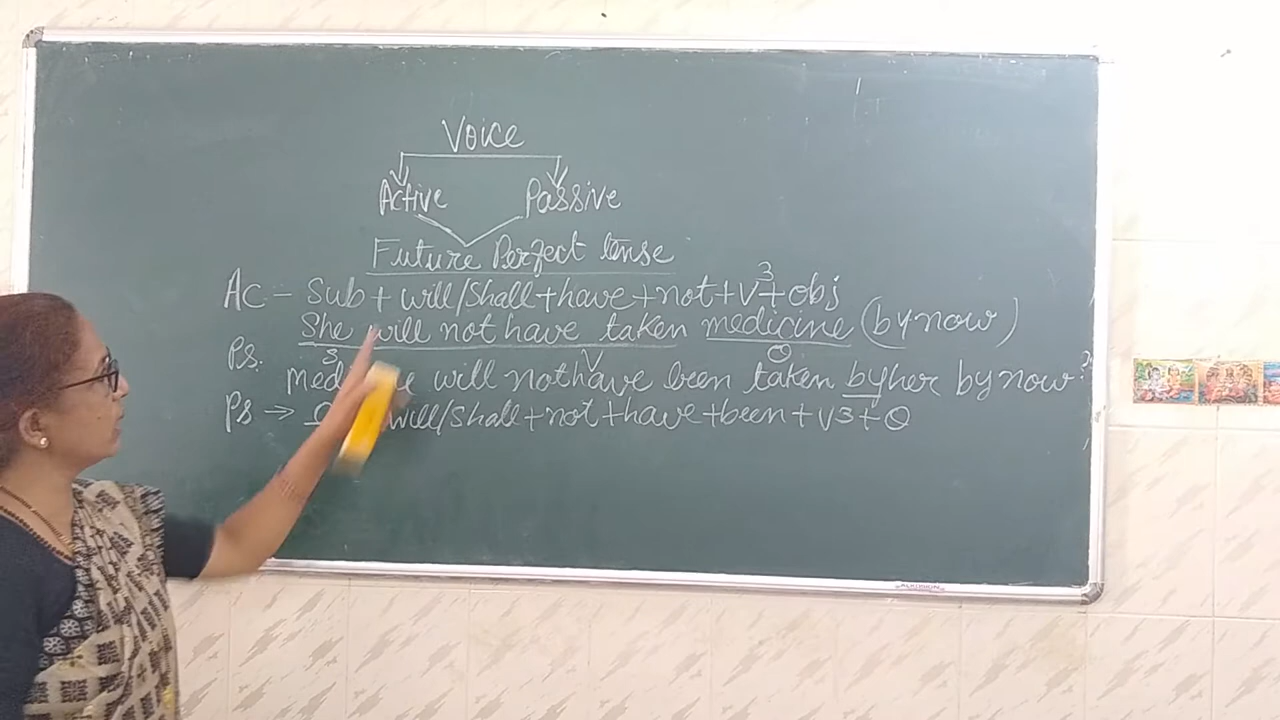 Voice
Active Passive
Future Perfect tense
Ac - Sub + will/Shall + have + not + V3 + obj
She will not have taken medicine (by now)
S V O
Ps. will not have been taken by her by now.
Ps → will/Shall + not + have + been + V3 + O